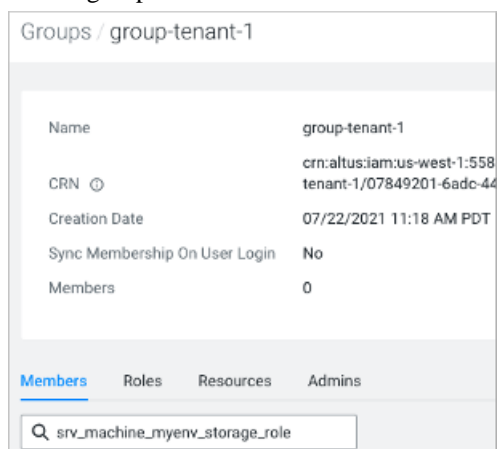 Groups / group-tenant-1
Name group-tenant-1
crn:altus:iam:us-west-1:558
CRN tenant-1/07849201-6adc-44
Creation Date 07/22/2021 11:18 AM PDT
Sync Membership On User Login No
Members 0
Members Roles Resources Admins
srv_machine_myenv_storage_role